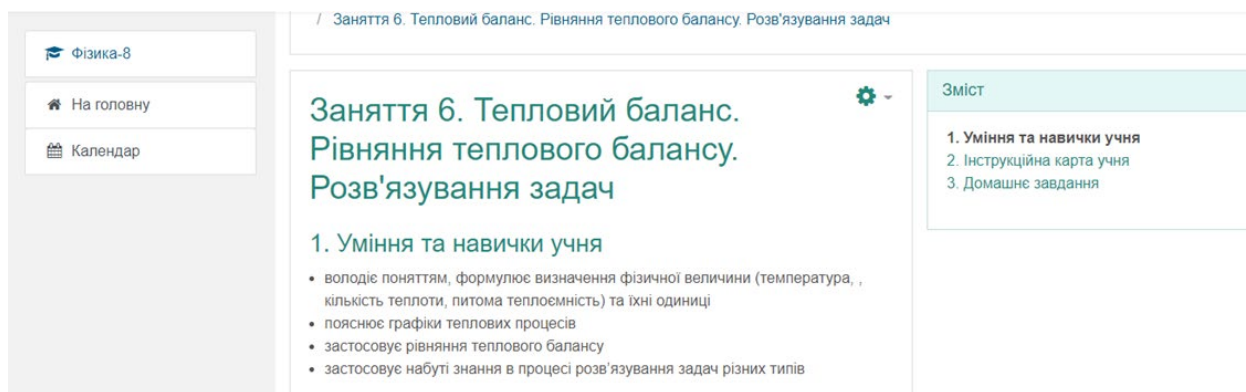 / Заняття 6. Тепловий баланс. Рівняння теплового балансу. Розв'язування задач
Фізика-8
На головну
Календар
Заняття 6. Тепловий баланс.
Рівняння теплового балансу.
Розв'язування задач
1. Уміння та навички учня
• володіє поняттям, формулює визначення фізичної величини (температура, ,
кількість теплоти, питома теплоємність) та їхні одиниці
• пояснює графіки теплових процесів
• застосовує рівняння теплового балансу
• застосовує набуті знання в процесі розв’язування задач різних типів
Зміст
1. Уміння та навички учня
2. Інструкційна карта учня
3. Домашнє завдання